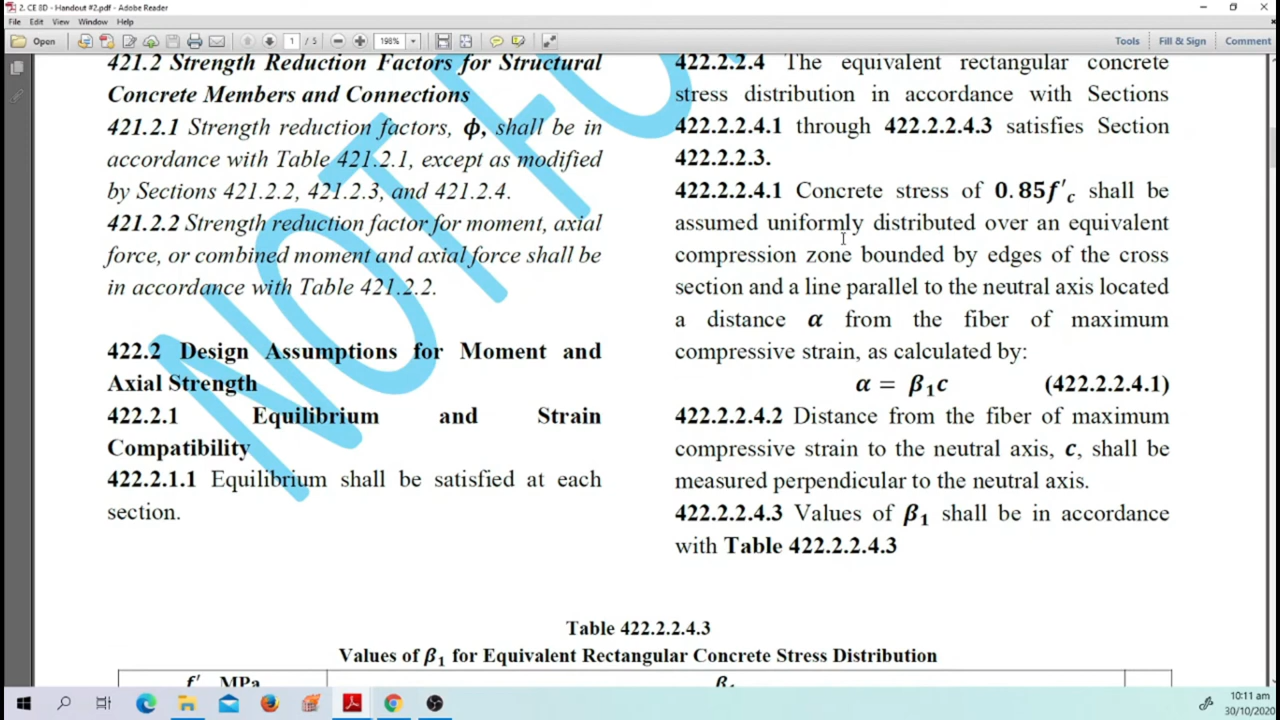 2. CE 8D - Handout #2.pdf - Adobe Reader
File Edit View Window Help
Open 1 / 5 198% Tools Fill & Sign Comment
421.2 Strength Reduction Factors for Structural
Concrete Members and Connections
421.2.1 Strength reduction factors, ϕ, shall be in
accordance with Table 421.2.1, except as modified
by Sections 421.2.2, 421.2.3, and 421.2.4.
421.2.2 Strength reduction factor for moment, axial
force, or combined moment and axial force shall be
in accordance with Table 421.2.2.
422.2 Design Assumptions for Moment and
Axial Strength
422.2.1 Equilibrium and Strain
Compatibility
422.2.1.1 Equilibrium shall be satisfied at each
section.
422.2.2.4 The equivalent rectangular concrete
stress distribution in accordance with Sections
422.2.2.4.1 through 422.2.2.4.3 satisfies Section
422.2.2.3.
422.2.2.4.1 Concrete stress of 0.85f′c shall be
assumed uniformly distributed over an equivalent
compression zone bounded by edges of the cross
section and a line parallel to the neutral axis located
a distance α from the fiber of maximum
compressive strain, as calculated by:
α = β₁c (422.2.2.4.1)
422.2.2.4.2 Distance from the fiber of maximum
compressive strain to the neutral axis, c, shall be
measured perpendicular to the neutral axis.
422.2.2.4.3 Values of β₁ shall be in accordance
with Table 422.2.2.4.3
Table 422.2.2.4.3
Values of β₁ for Equivalent Rectangular Concrete Stress Distribution
NOT FO
10:11 am
30/10/2020